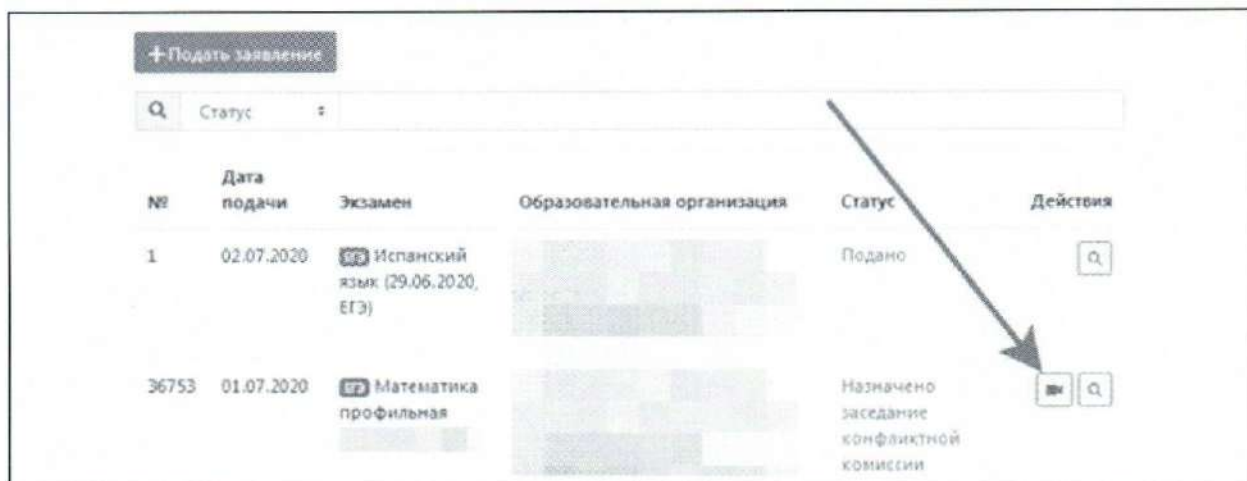 +Подать заявление
Статус
№ Дата подачи Экзамен Образовательная организация Статус Действия
1 02.07.2020 ЕГЭ Испанский Подано
язык (29.06.2020,
ЕГЭ)
36753 01.07.2020 ЕГЭ Математика Назначено
профильная заседание
конфликтной
комиссии